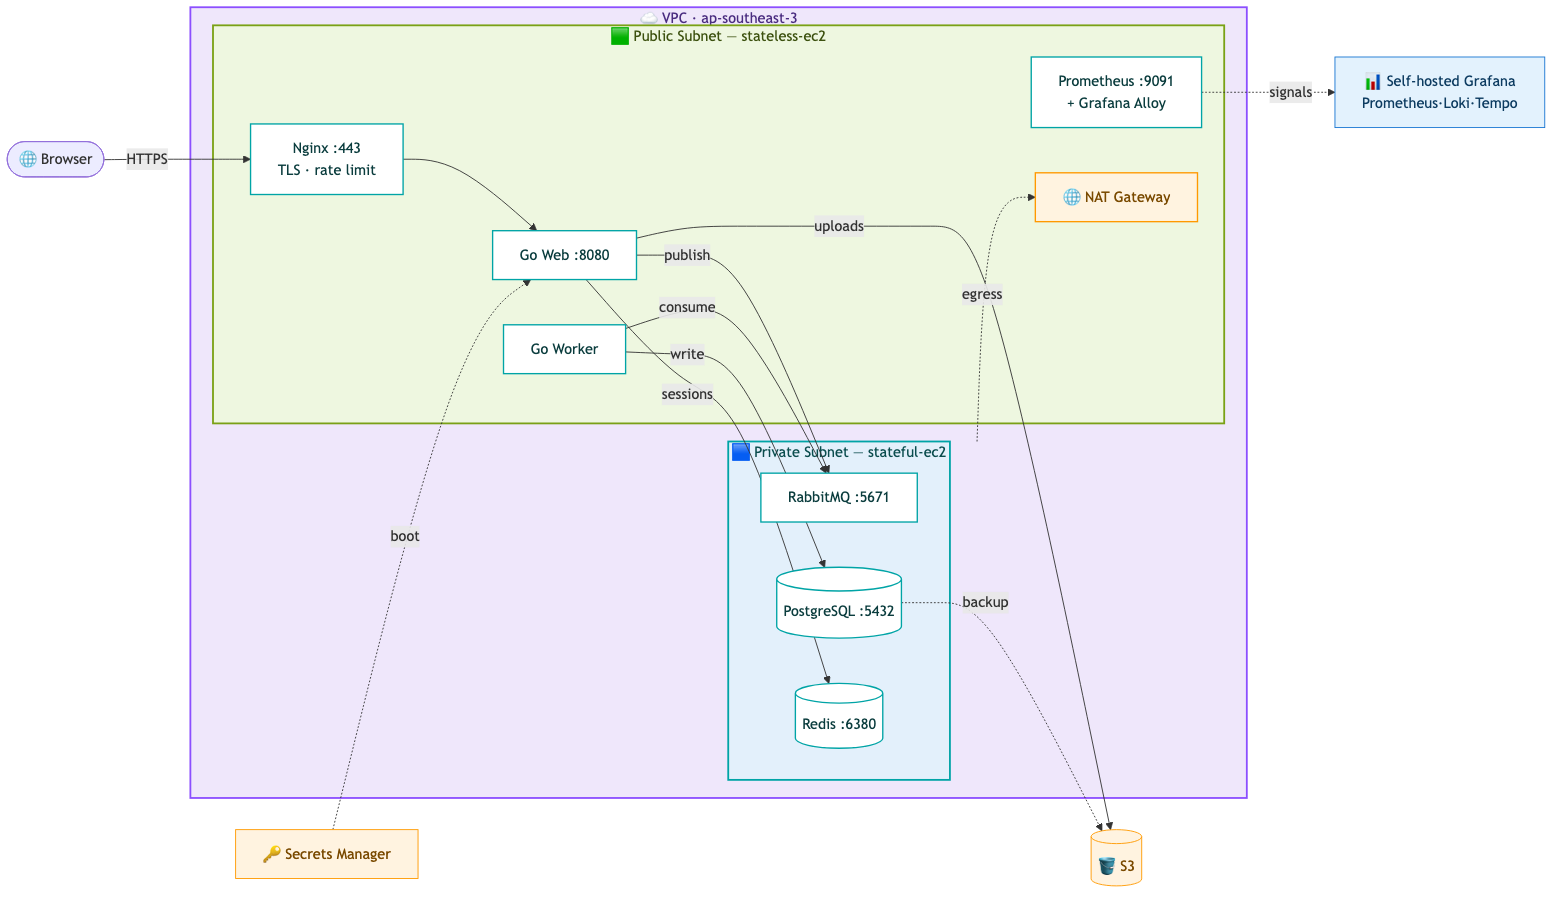 ☁️ VPC · ap-southeast-3
🟩 Public Subnet — stateless-ec2
Prometheus :9091
+ Grafana Alloy
signals
📊 Self-hosted Grafana
Prometheus·Loki·Tempo
🌐 Browser
HTTPS
Nginx :443
TLS · rate limit
🌐 NAT Gateway
Go Web :8080
uploads
publish
egress
consume
Go Worker
write
sessions
🟦 Private Subnet — stateful-ec2
RabbitMQ :5671
boot
PostgreSQL :5432
backup
Redis :6380
🔑 Secrets Manager
🪣 S3